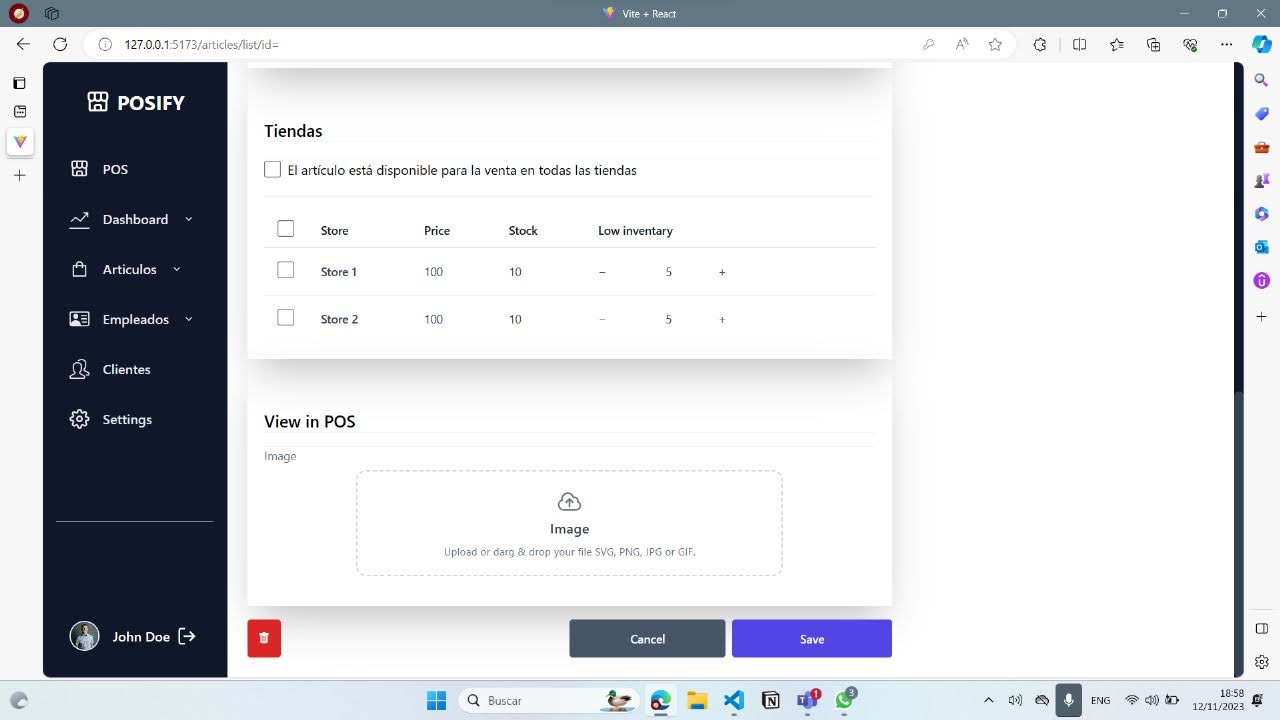 Vite + React
127.0.0.1:5173/articles/list/id=
POSIFY
POS
Dashboard
Articulos
Empleados
Clientes
Settings
John Doe
Tiendas
El artículo está disponible para la venta en todas las tiendas
Store Price Stock Low inventary
Store 1 100 10 − 5 +
Store 2 100 10 − 5 +
View in POS
Image
Image
Upload or darg & drop your file SVG, PNG, JPG or GIF.
Cancel Save
Buscar
1
3
ENG
18:58
12/11/2023